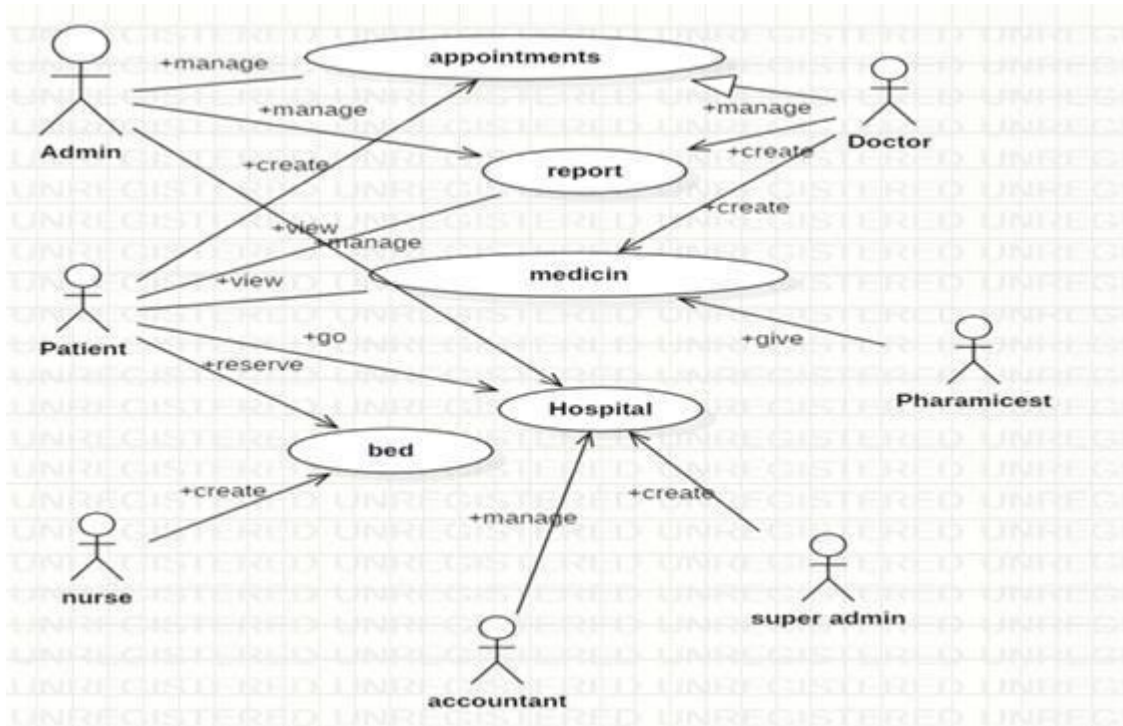 appointments
+manage
+manage
+manage
Admin
Doctor
+create
+create
report
+create
+view
+manage
medicin
+view
+go
+give
Patient
+reserve
Pharamicest
Hospital
bed
+create
+create
+manage
nurse
super admin
accountant
UNREGISTERED